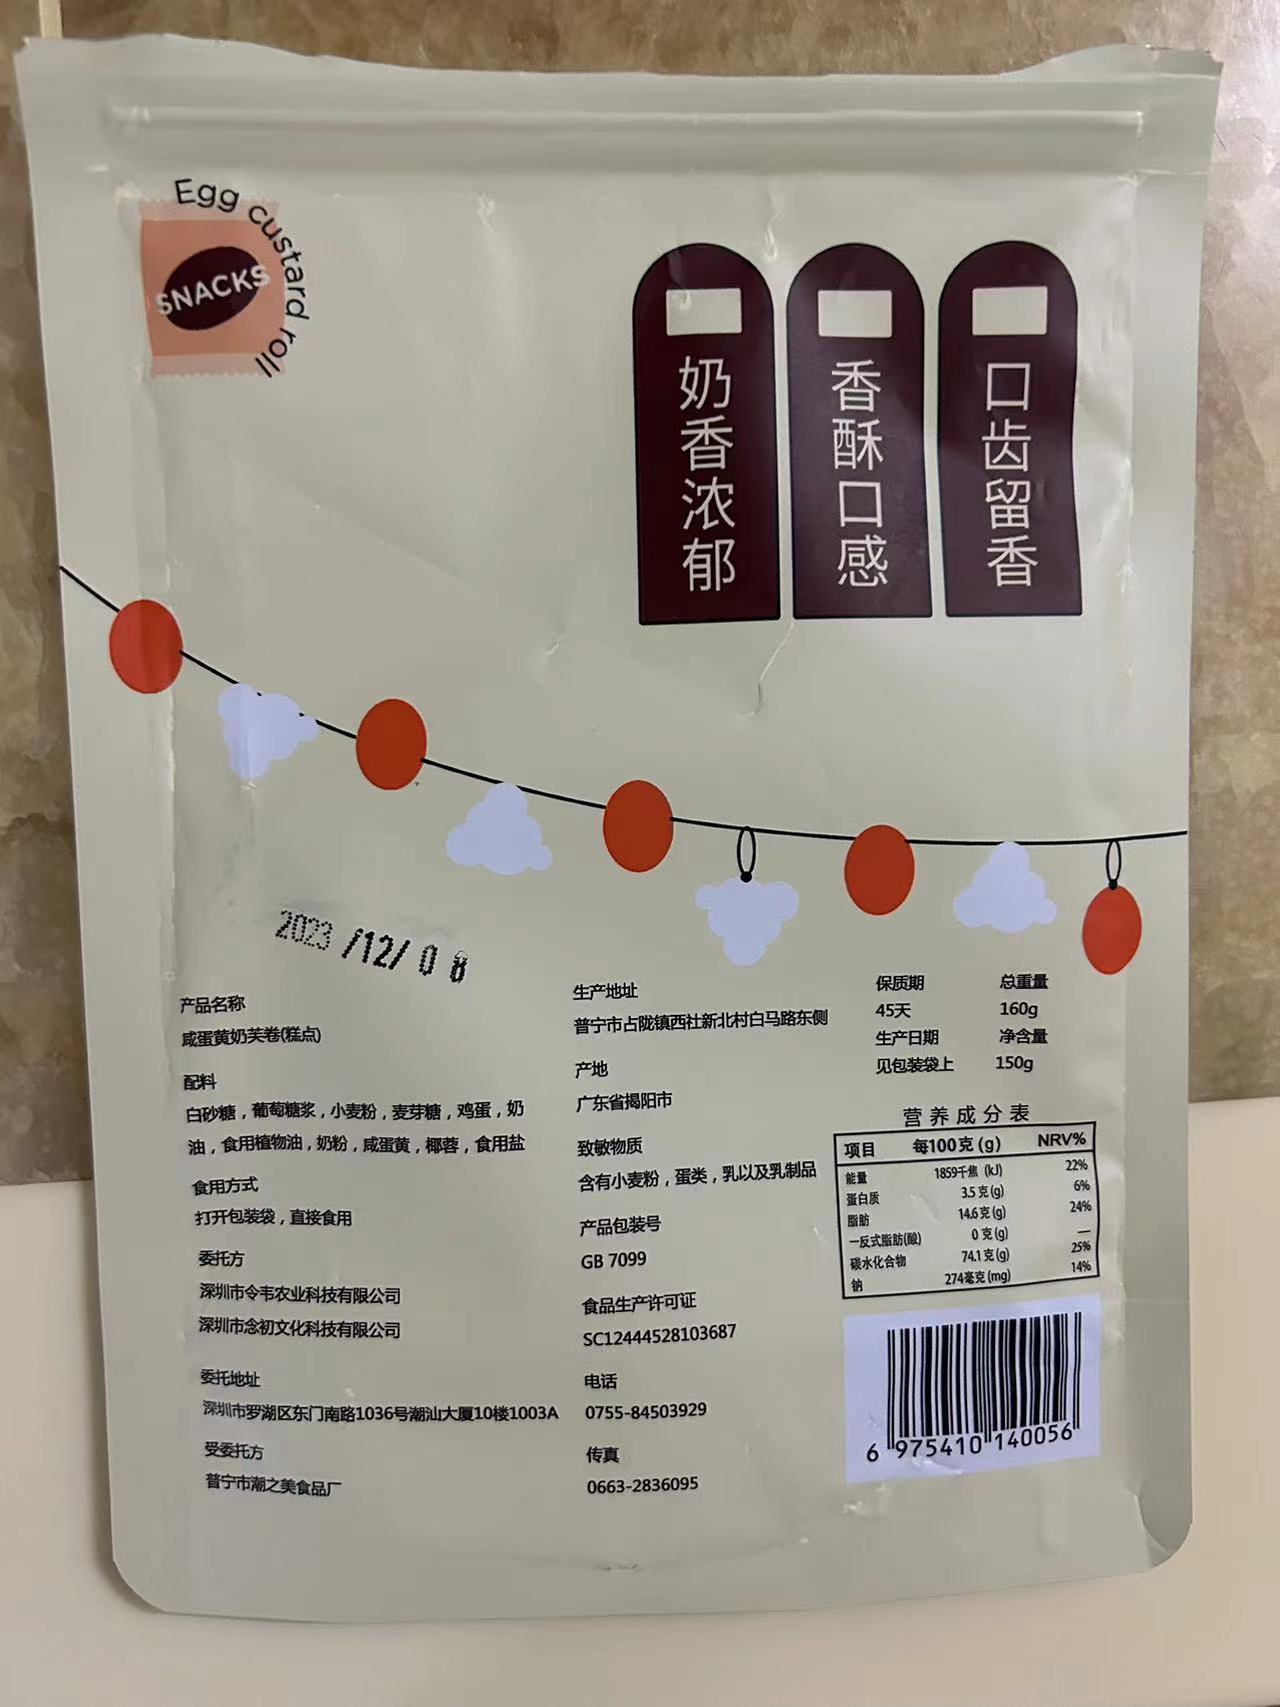 Egg custard roll
SNACKS
奶香浓郁
香酥口感
口齿留香
2023/12/08
产品名称
咸蛋黄奶芙卷(糕点)
配料
白砂糖，葡萄糖浆，小麦粉，麦芽糖，鸡蛋，奶
油，食用植物油，奶粉，咸蛋黄，椰蓉，食用盐
食用方式
打开包装袋，直接食用
委托方
深圳市令韦农业科技有限公司
深圳市念初文化科技有限公司
委托地址
深圳市罗湖区东门南路1036号潮汕大厦10楼1003A
受委托方
普宁市潮之美食品厂
生产地址
普宁市占陇镇西社新北村白马路东侧
产地
广东省揭阳市
致敏物质
含有小麦粉，蛋类，乳以及乳制品
产品包装号
GB 7099
食品生产许可证
SC12444528103687
电话
0755-84503929
传真
0663-2836095
保质期 总重量
45天 160g
生产日期 净含量
见包装袋上 150g
营养成分表
项目 每100克(g) NRV%
能量 1859千焦 (kJ) 22%
蛋白质 3.5克(g) 6%
脂肪 14.6克(g) 24%
一反式脂肪(酸) 0克(g) —
碳水化合物 74.1克(g) 25%
钠 274毫克(mg) 14%
6 975410 140056